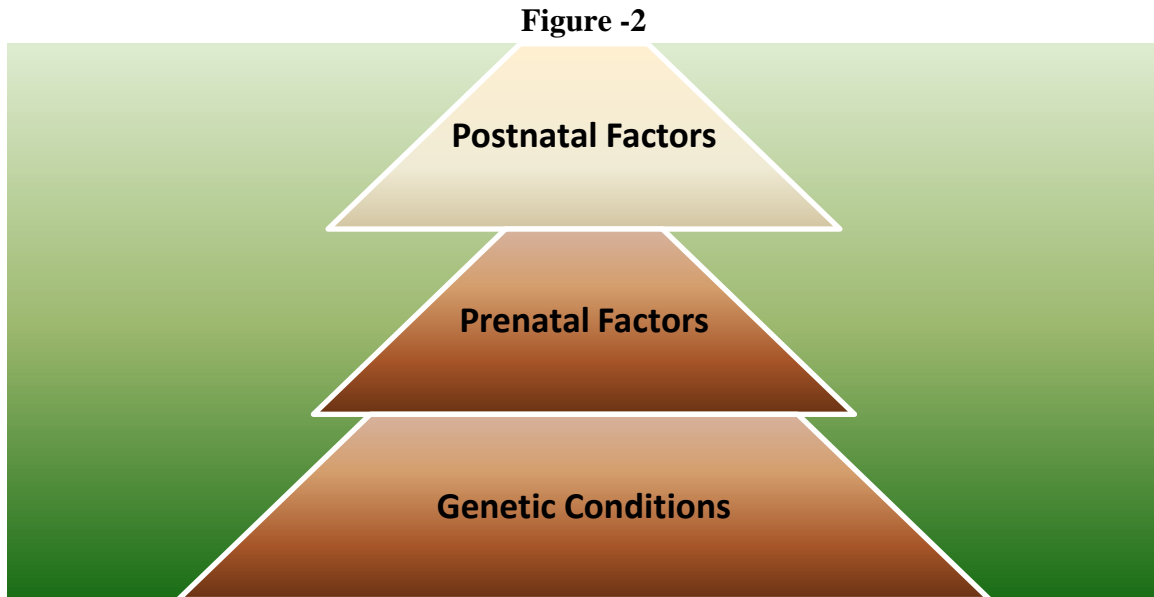 Figure -2
Postnatal Factors
Prenatal Factors
Genetic Conditions